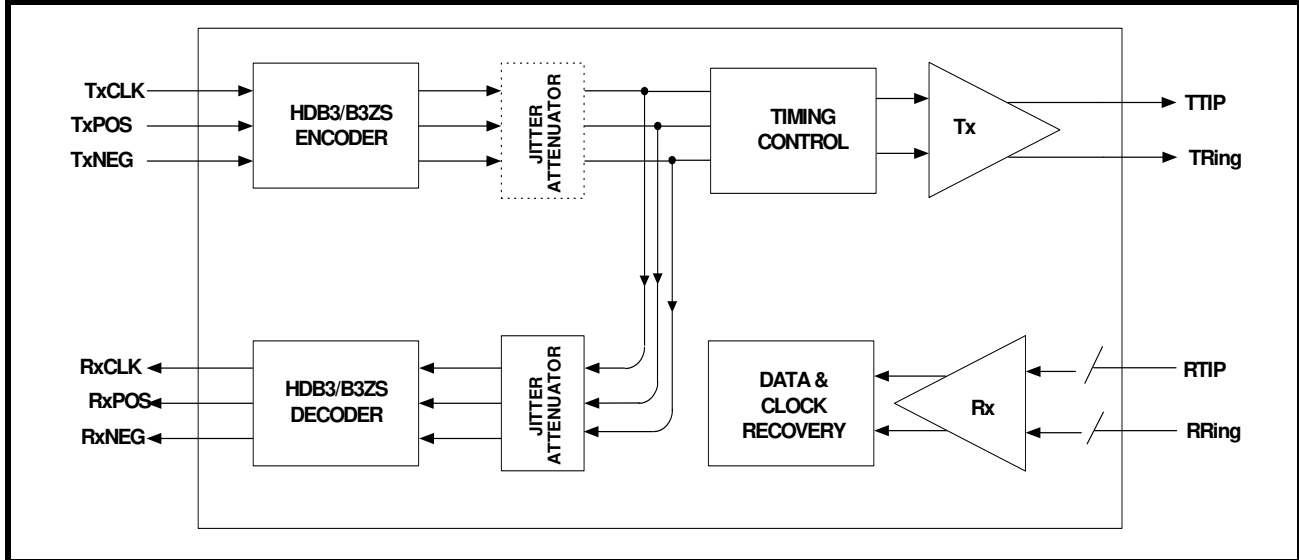 TxCLK
TxPOS
TxNEG
HDB3/B3ZS
ENCODER
JITTER
ATTENUATOR
TIMING
CONTROL
Tx
TTIP
TRing
RxCLK
RxPOS
RxNEG
HDB3/B3ZS
DECODER
JITTER
ATTENUATOR
DATA &
CLOCK
RECOVERY
Rx
RTIP
RRing